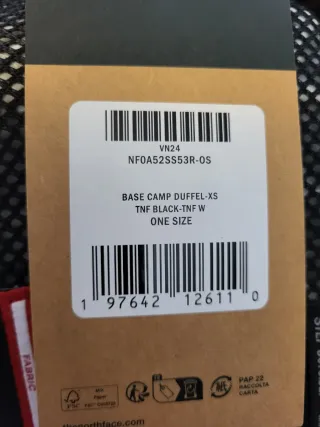 VN24
NF0A52SS53R-OS
BASE CAMP DUFFEL-XS
TNF BLACK-TNF W
ONE SIZE
1 97642 12611 0
FABRIC
FSC
PAP 22
RACCOLTA
CARTA
thenorthface.com